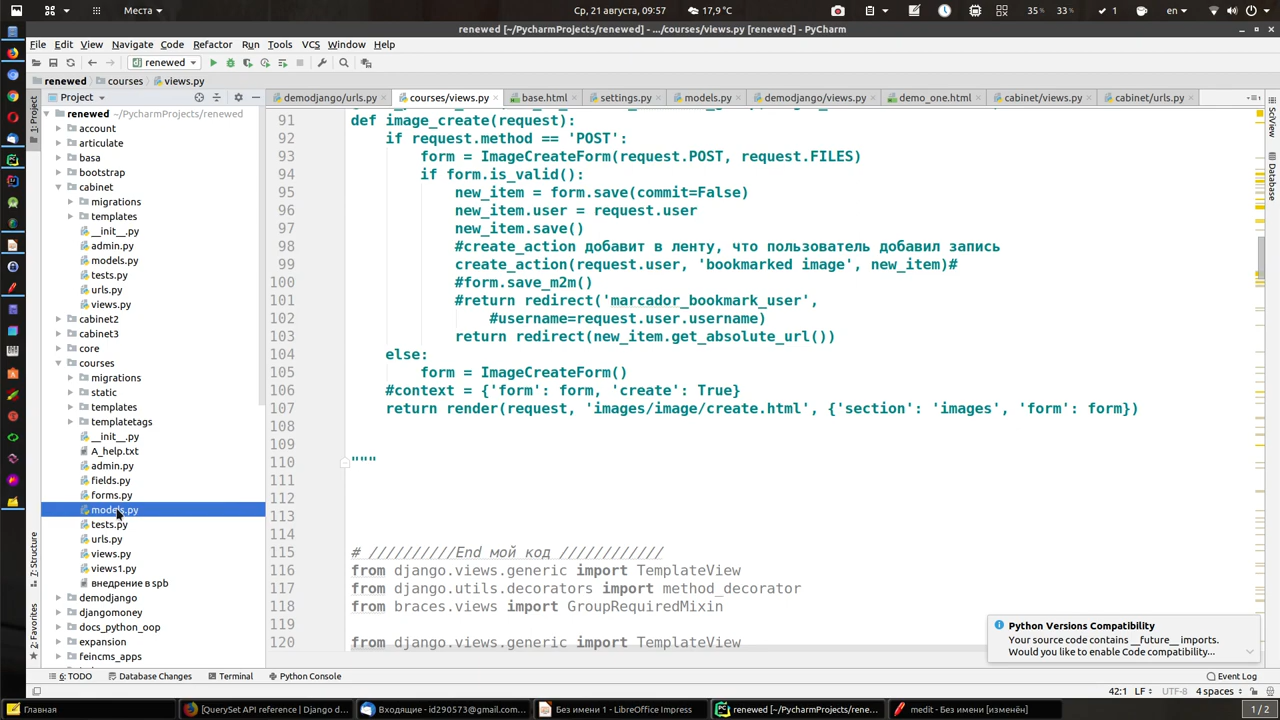 Места
Ср, 21 августа, 09:57
17,9°C
35%
33%
1
en
renewed [~/PycharmProjects/renewed] - .../courses/views.py [renewed] - PyCharm
File Edit View Navigate Code Refactor Run Tools VCS Window Help
renewed
renewed courses views.py
Project
demodjango/urls.py courses/views.py base.html settings.py models.py demodjango/views.py demo_one.html cabinet/views.py cabinet/urls.py
1: Project
7: Structure
2: Favorites
SciView
Database
renewed ~/PycharmProjects/renewed
account
articulate
basa
bootstrap
cabinet
migrations
templates
__init__.py
admin.py
models.py
tests.py
urls.py
views.py
cabinet2
cabinet3
core
courses
migrations
static
templates
templatetags
__init__.py
A_help.txt
admin.py
fields.py
forms.py
models.py
tests.py
urls.py
views.py
views1.py
внедрение в spb
demodjango
djangomoney
docs_python_oop
expansion
feincms_apps
91 def image_create(request):
92 if request.method == 'POST':
93 form = ImageCreateForm(request.POST, request.FILES)
94 if form.is_valid():
95 new_item = form.save(commit=False)
96 new_item.user = request.user
97 new_item.save()
98 #create_action добавит в ленту, что пользователь добавил запись
99 create_action(request.user, 'bookmarked image', new_item)#
100 #form.save_m2m()
101 #return redirect('marcador_bookmark_user',
102 #username=request.user.username)
103 return redirect(new_item.get_absolute_url())
104 else:
105 form = ImageCreateForm()
106 #context = {'form': form, 'create': True}
107 return render(request, 'images/image/create.html', {'section': 'images', 'form': form})
108
109
110 """
111
112
113
114
115 # //////////End мой код ////////////
116 from django.views.generic import TemplateView
117 from django.utils.decorators import method_decorator
118 from braces.views import GroupRequiredMixin
119
120 from django.views.generic import TemplateView
Python Versions Compatibility
Your source code contains __future__ imports.
Would you like to enable Code compatibility...
6: TODO Database Changes Terminal Python Console Event Log
42:1 LF UTF-8 4 spaces
Главная
[QuerySet API reference | Django d...
Входящие - id290573@gmail.com...
Без имени 1 - LibreOffice Impress
renewed [~/PycharmProjects/rene...
medit - Без имени [изменён]
1 / 2